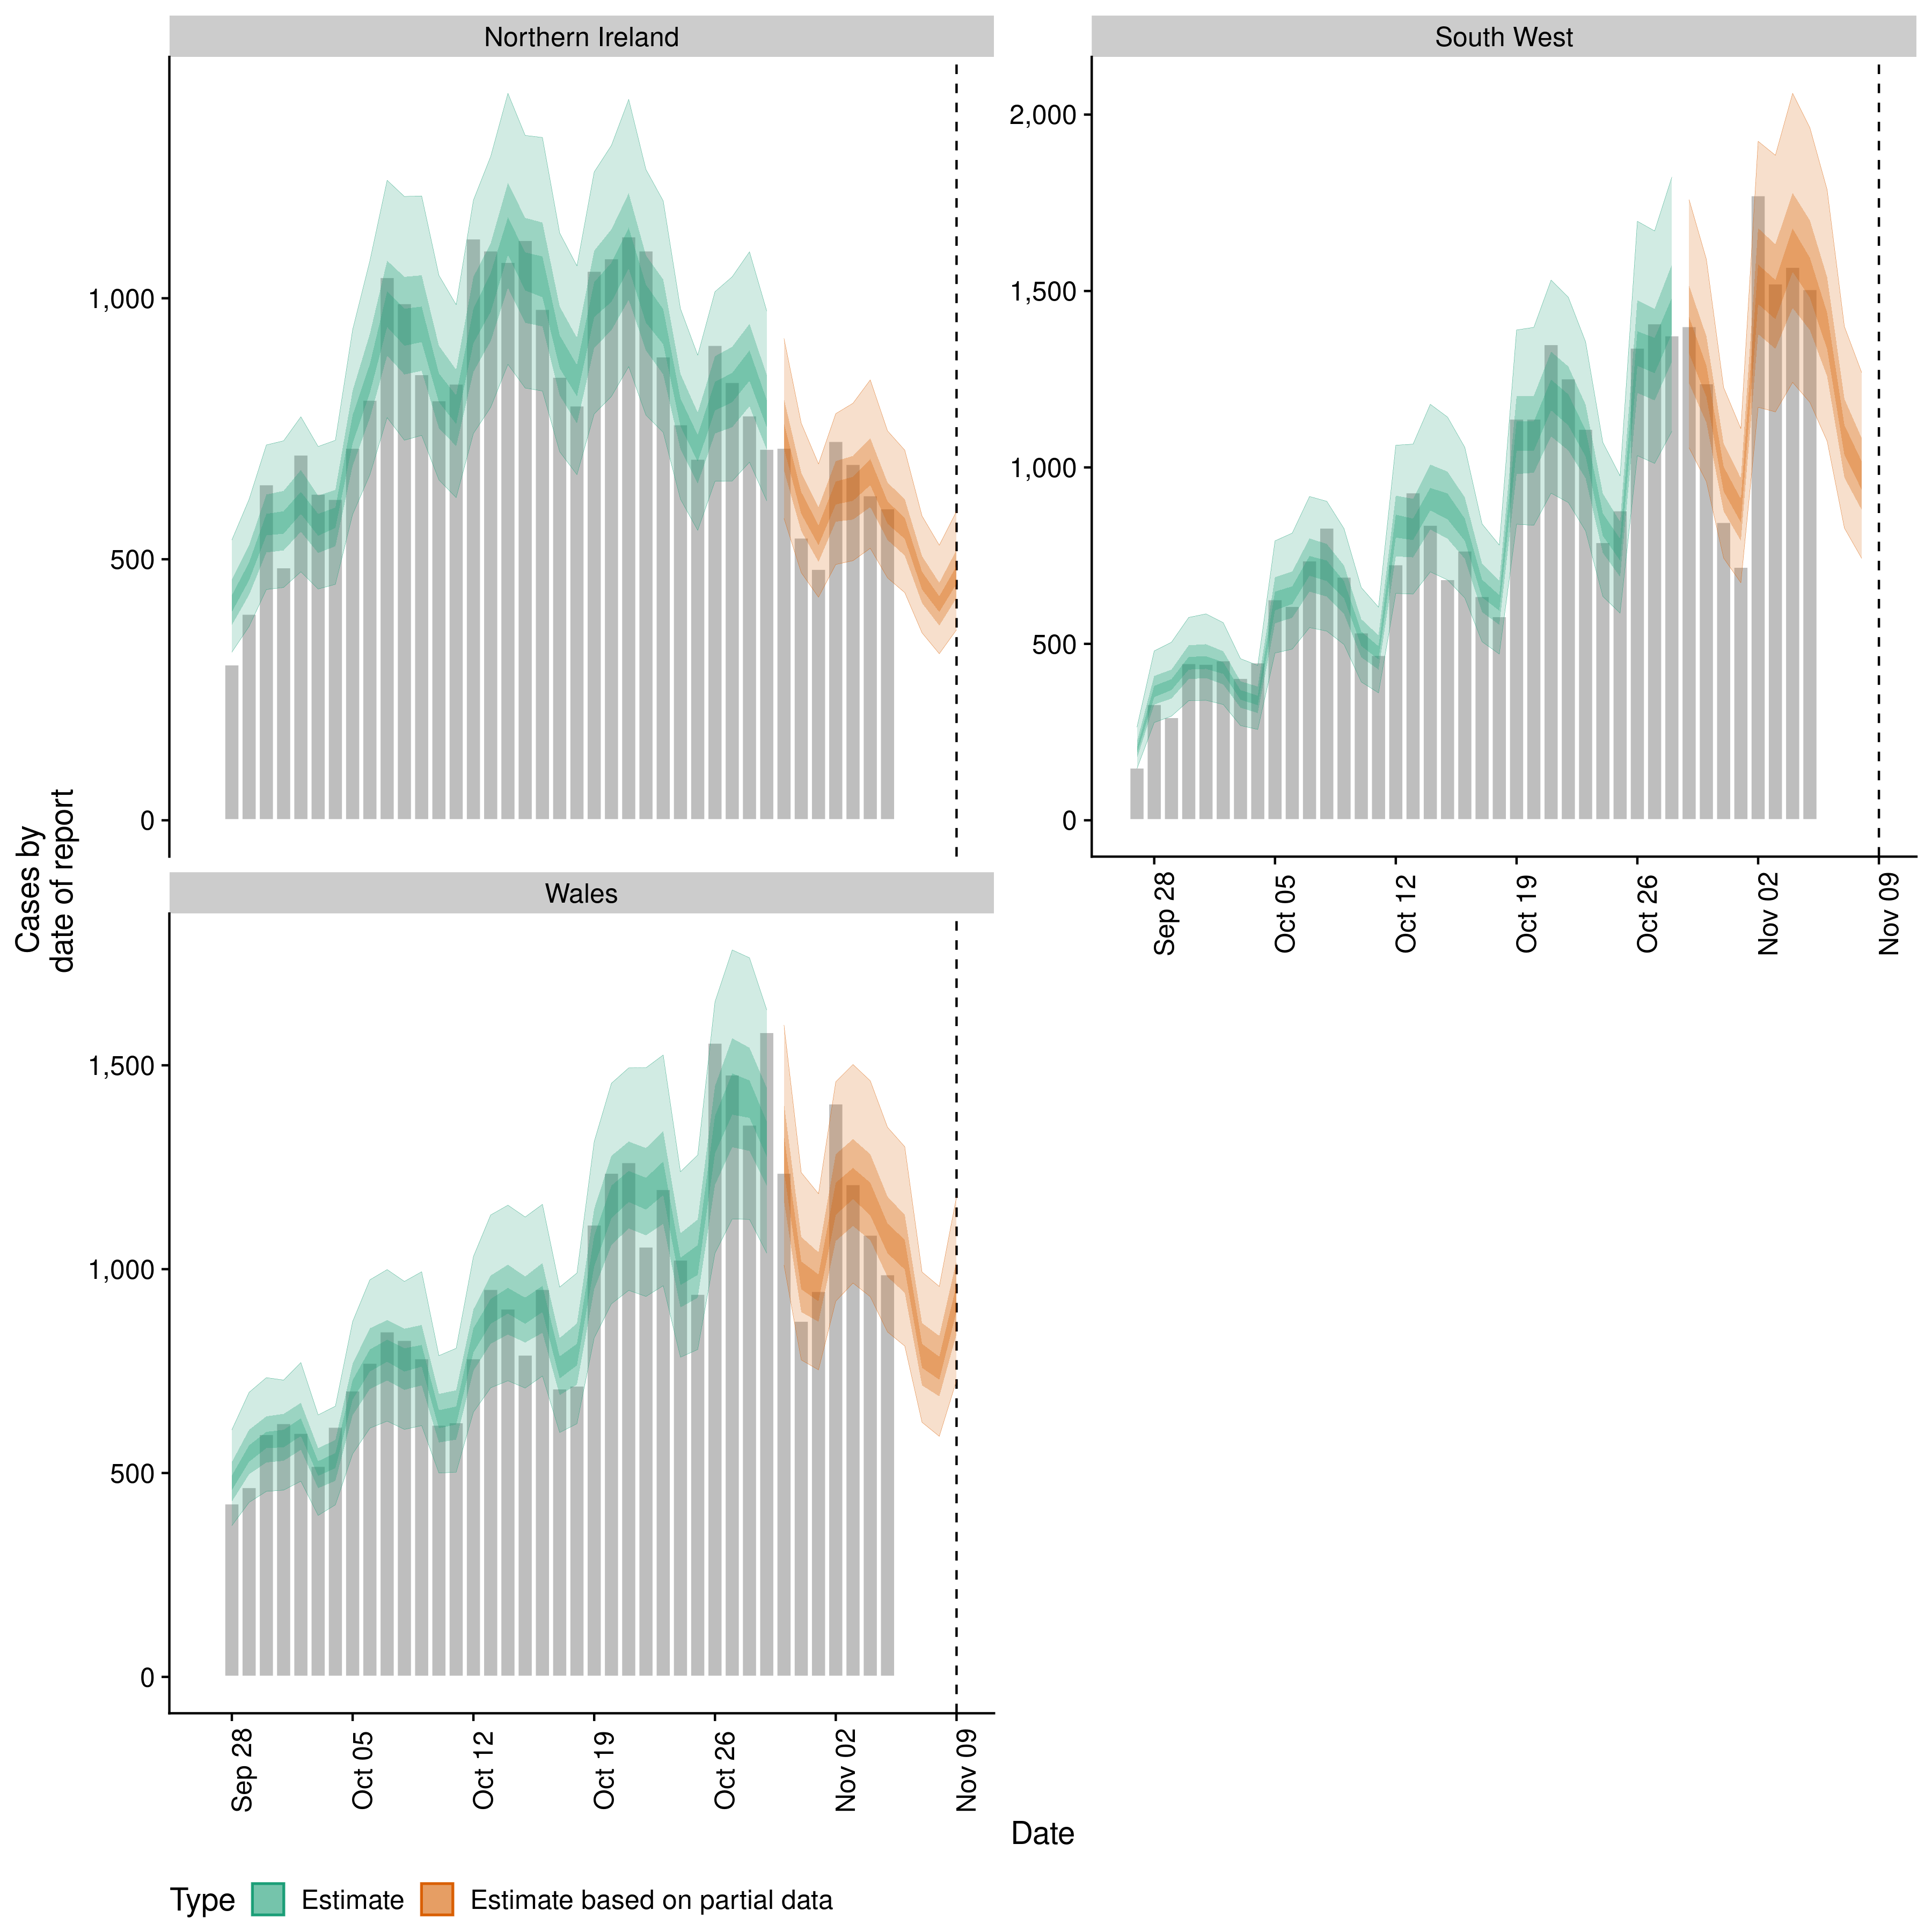 Northern Ireland
South West
1,000
500
0
2,000
1,500
1,000
500
0
Sep 28
Oct 05
Oct 12
Oct 19
Oct 26
Nov 02
Nov 09
Cases by
date of report
Wales
1,500
1,000
500
0
Sep 28
Oct 05
Oct 12
Oct 19
Oct 26
Nov 02
Nov 09
Date
Type Estimate Estimate based on partial data